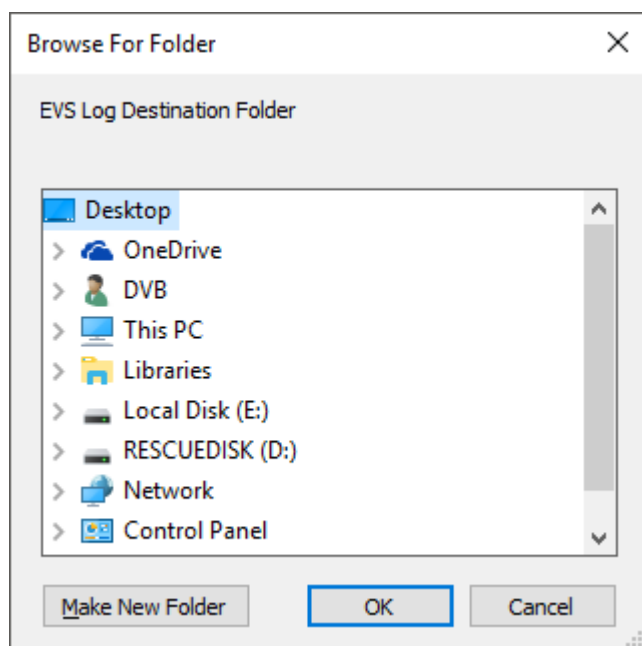 Browse For Folder
EVS Log Destination Folder
Desktop
OneDrive
DVB
This PC
Libraries
Local Disk (E:)
RESCUEDISK (D:)
Network
Control Panel
Make New Folder
OK
Cancel